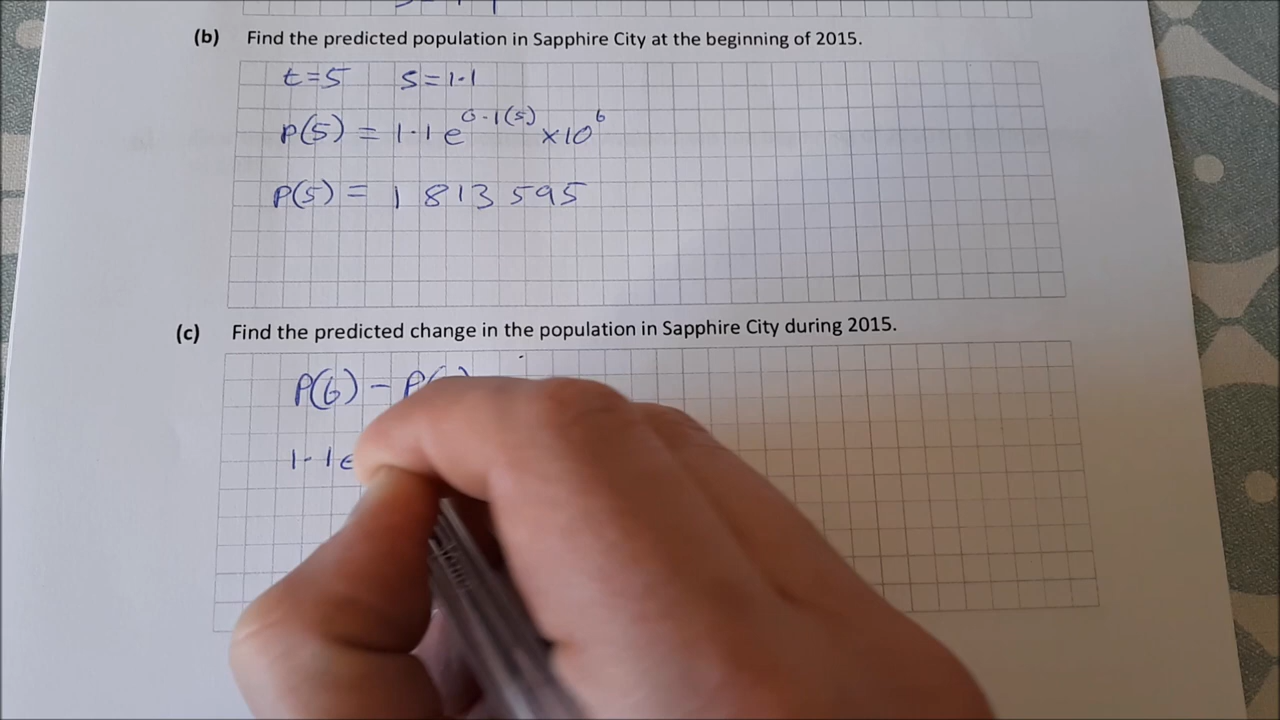 (b) Find the predicted population in Sapphire City at the beginning of 2015.
t=5 S=1·1
P(5) = 1·1 e^0·1(5) ×10^6
P(5) = 1 813 595
(c) Find the predicted change in the population in Sapphire City during 2015.
P(6) - P(
1·1e